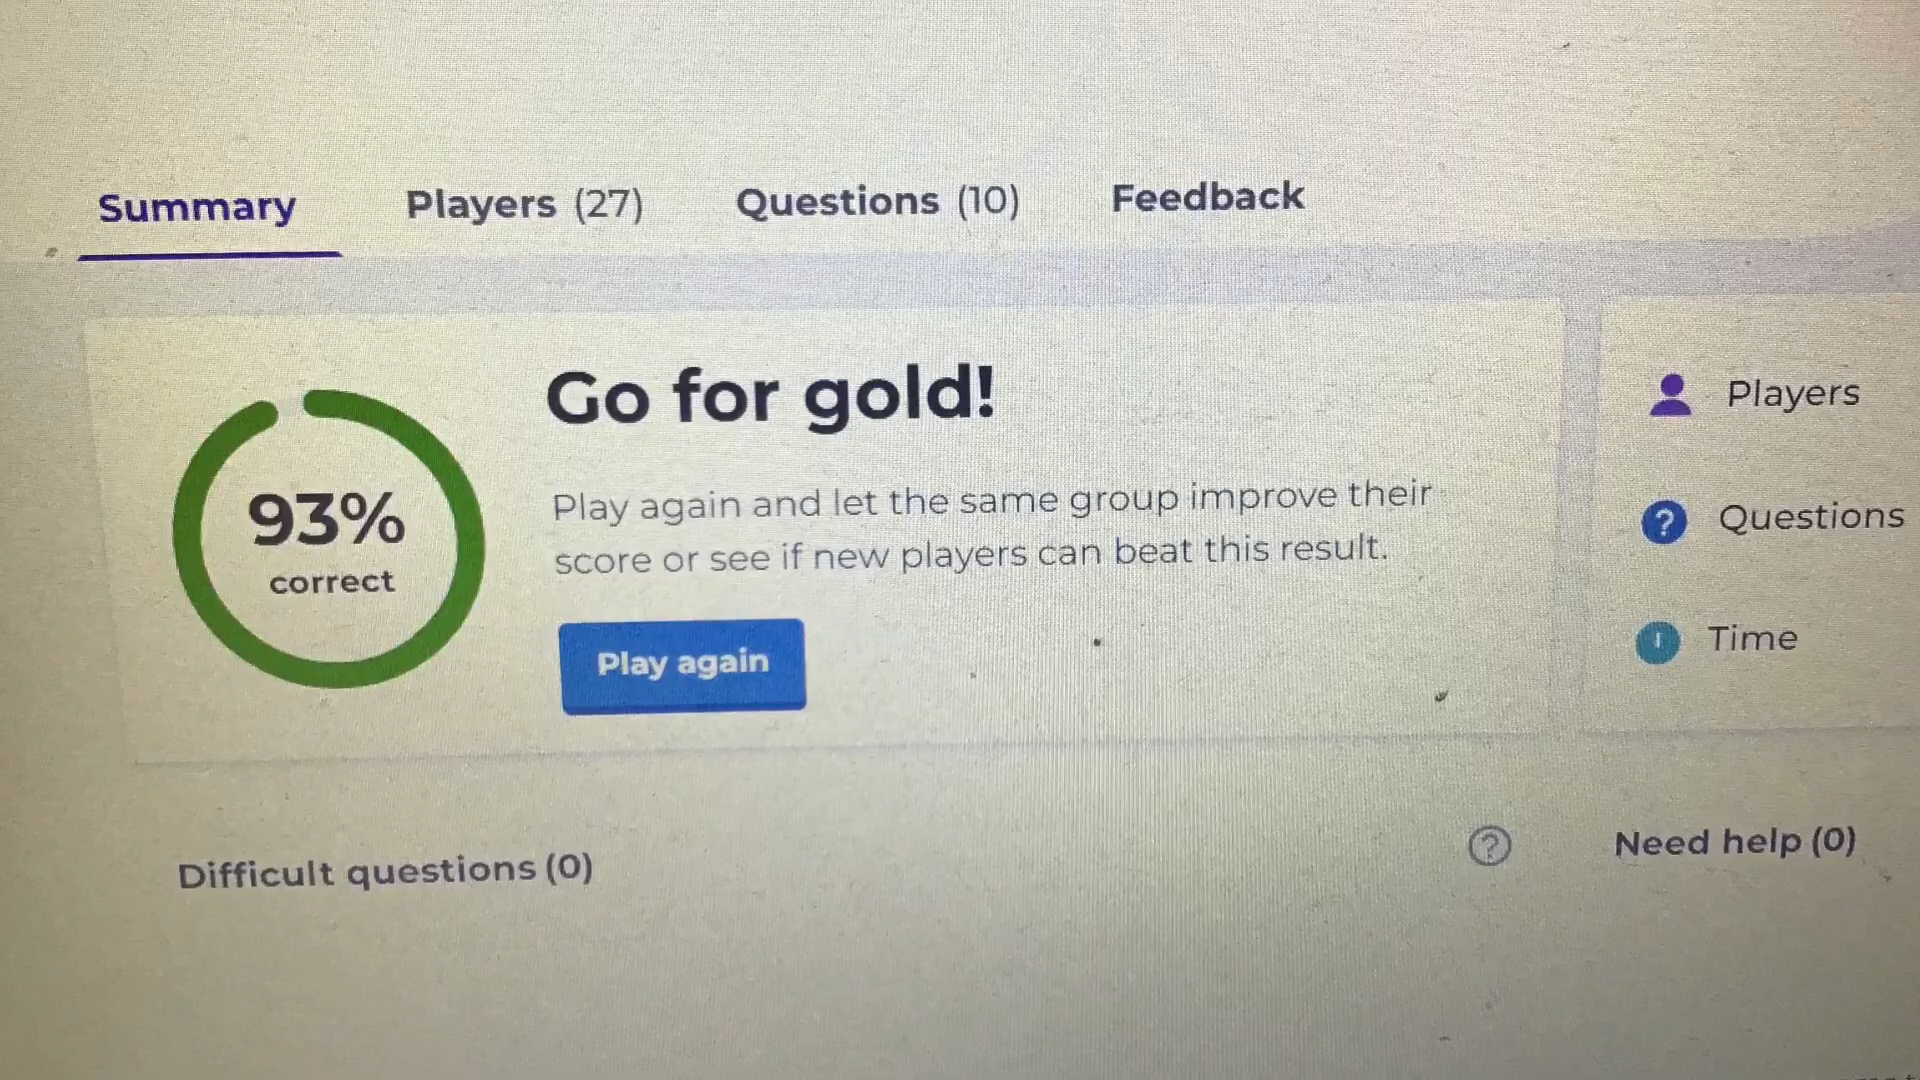 Summary
Players (27)
Questions (10)
Feedback
93%
correct
Go for gold!
Play again and let the same group improve their
score or see if new players can beat this result.
Play again
Players
Questions
Time
Difficult questions (0)
?
Need help (0)